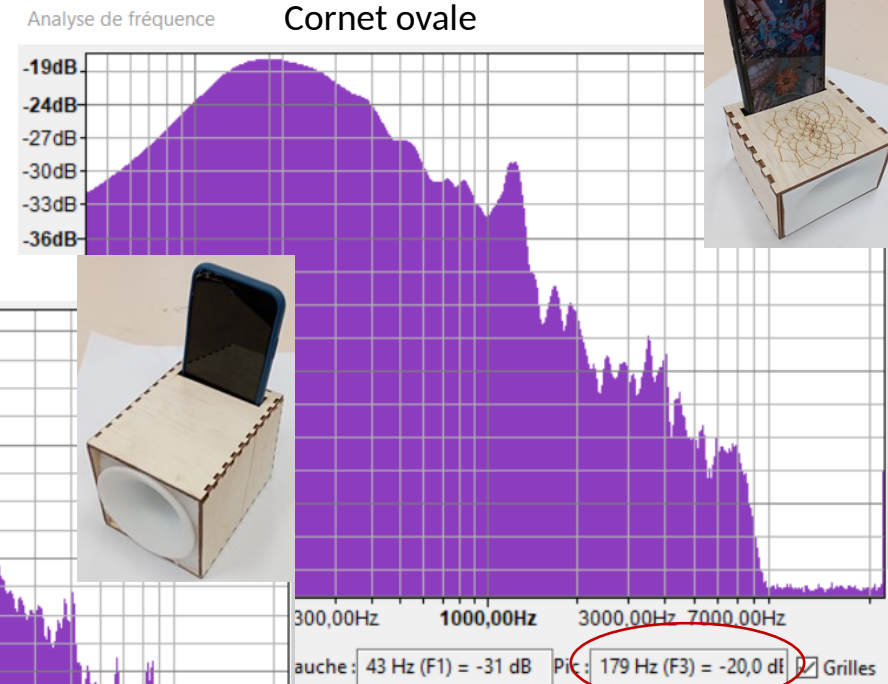 Analyse de fréquence
Cornet ovale
-19dB
-24dB
-27dB
-30dB
-33dB
-36dB
300,00Hz 1000,00Hz 3000,00Hz 7000,00Hz
auche : 43 Hz (F1) = -31 dB Pic : 179 Hz (F3) = -20,0 dB Grilles